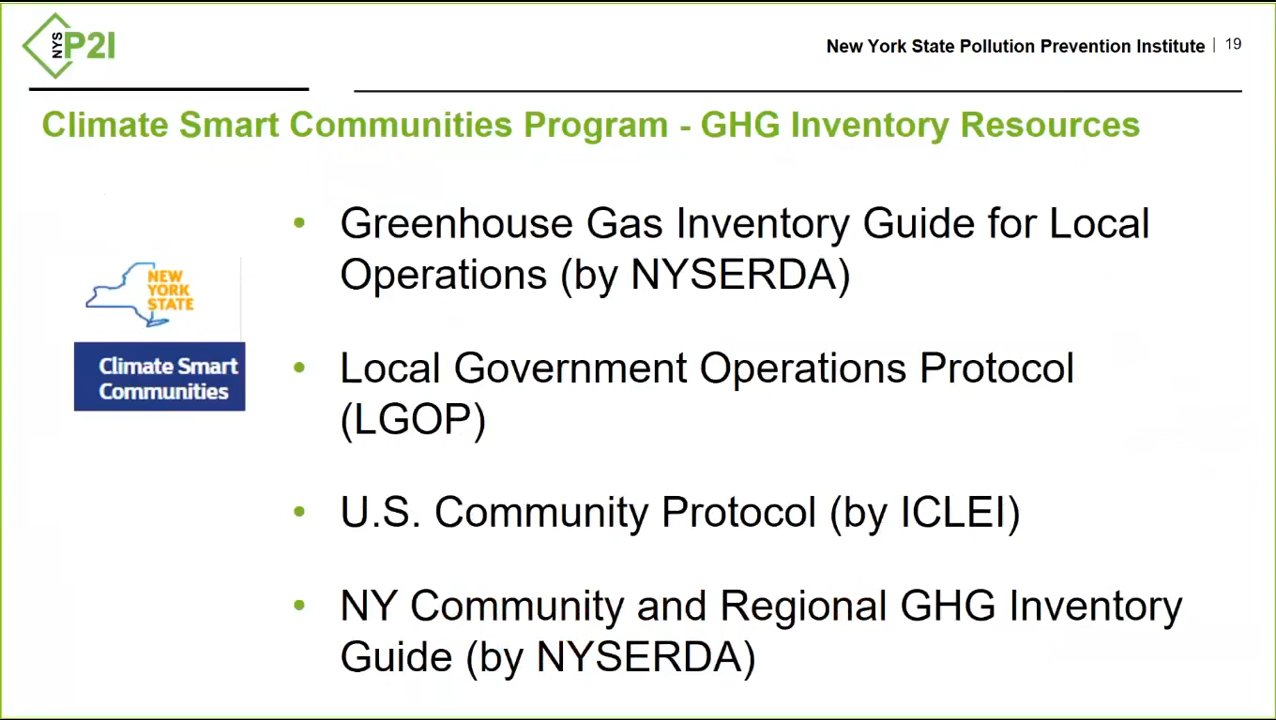 NYS P2I
New York State Pollution Prevention Institute | 19
Climate Smart Communities Program - GHG Inventory Resources
NEW
YORK
STATE
Climate Smart
Communities
• Greenhouse Gas Inventory Guide for Local
Operations (by NYSERDA)
• Local Government Operations Protocol
(LGOP)
• U.S. Community Protocol (by ICLEI)
• NY Community and Regional GHG Inventory
Guide (by NYSERDA)